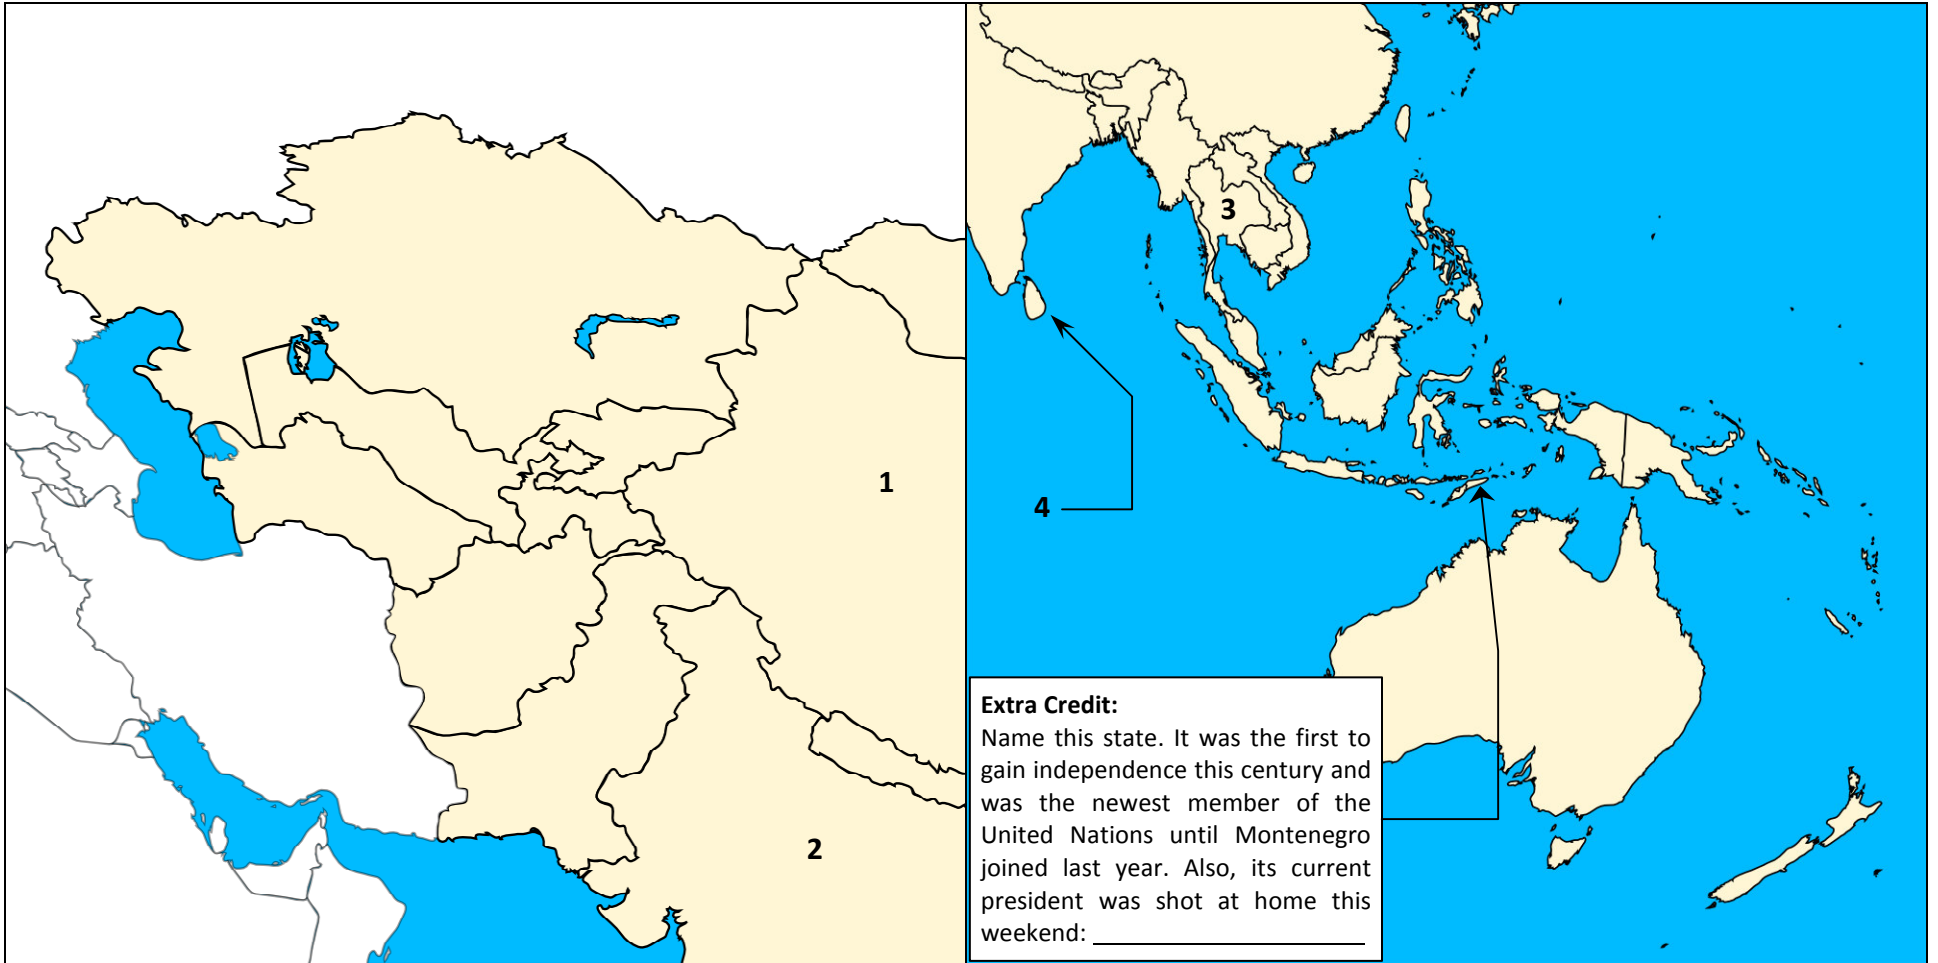 1
2
3
4
Extra Credit:
Name this state. It was the first to
gain independence this century and
was the newest member of the
United Nations until Montenegro
joined last year. Also, its current
president was shot at home this
weekend: ____________________